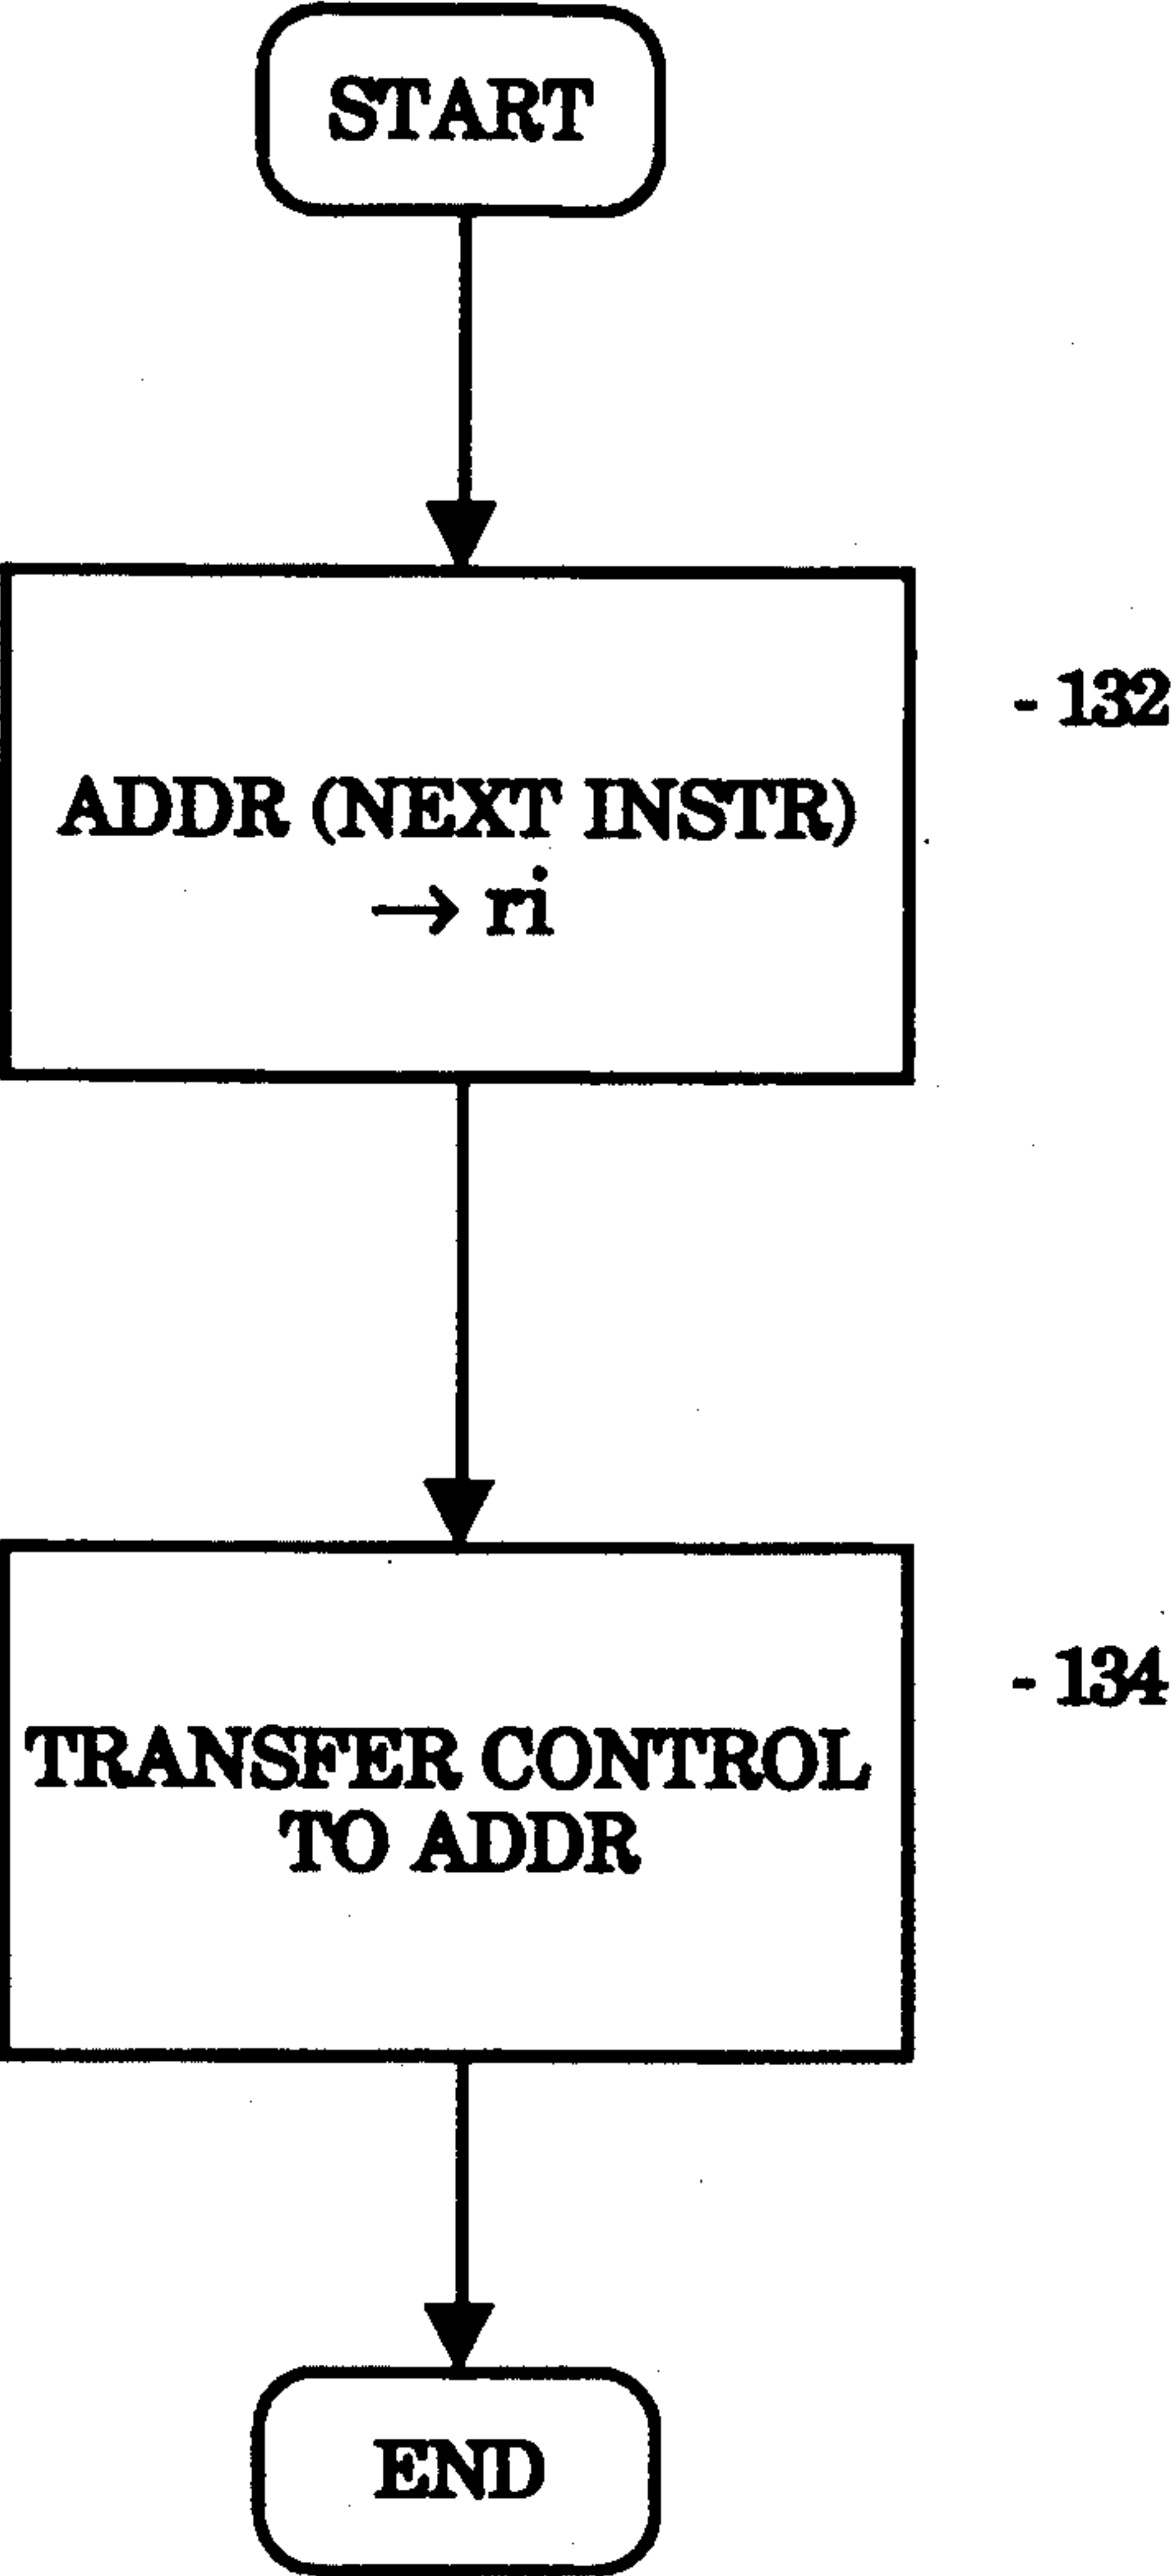 START
ADDR (NEXT INSTR)
→ ri
- 132
TRANSFER CONTROL
TO ADDR
- 134
END